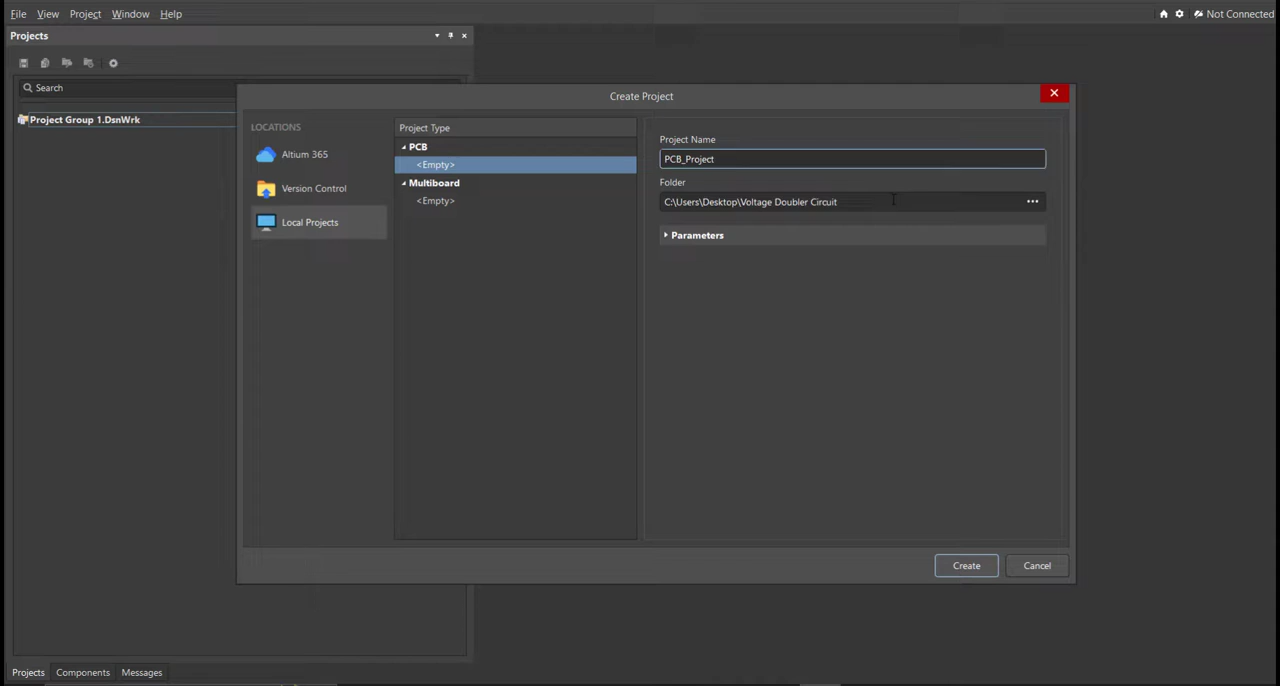 File View Project Window Help
Not Connected
Projects
Search
Project Group 1.DsnWrk
Create Project
LOCATIONS
Altium 365
Version Control
Local Projects
Project Type
PCB
<Empty>
Multiboard
<Empty>
Project Name
PCB_Project
Folder
C:\Users\Desktop\Voltage Doubler Circuit
Parameters
Create Cancel
Projects Components Messages